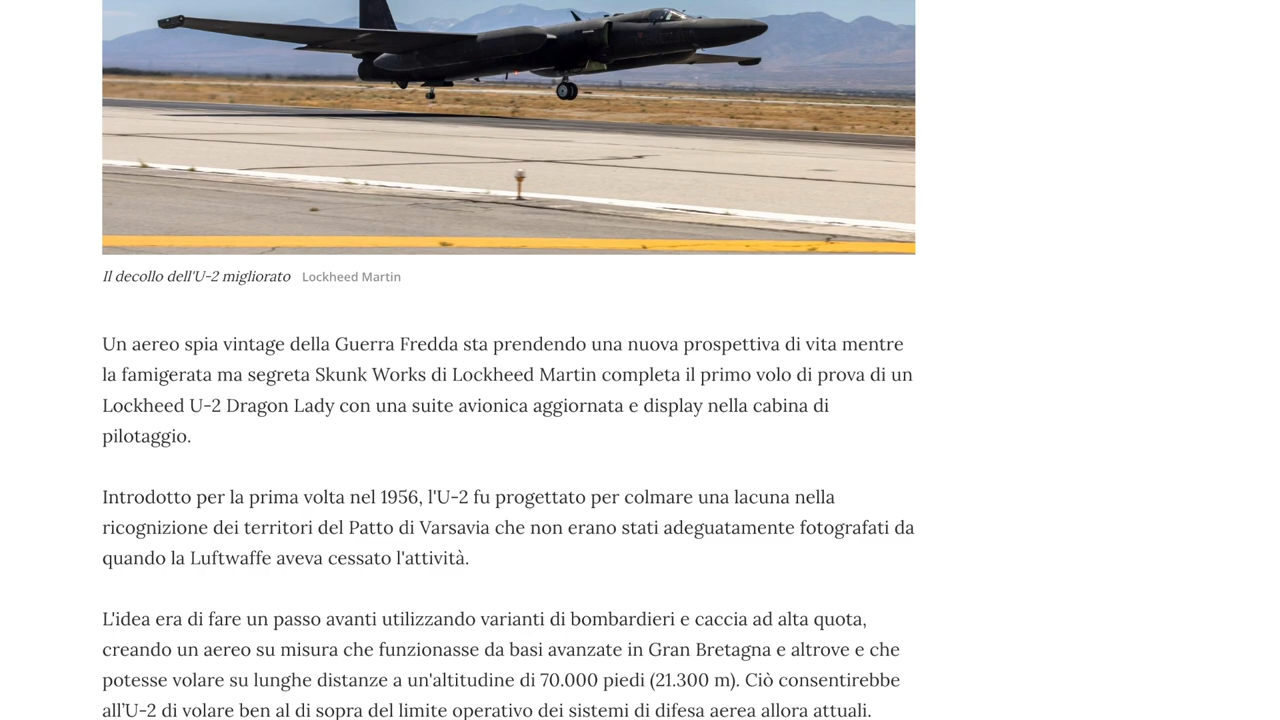 Il decollo dell'U-2 migliorato Lockheed Martin
Un aereo spia vintage della Guerra Fredda sta prendendo una nuova prospettiva di vita mentre
la famigerata ma segreta Skunk Works di Lockheed Martin completa il primo volo di prova di un
Lockheed U-2 Dragon Lady con una suite avionica aggiornata e display nella cabina di
pilotaggio.
Introdotto per la prima volta nel 1956, l'U-2 fu progettato per colmare una lacuna nella
ricognizione dei territori del Patto di Varsavia che non erano stati adeguatamente fotografati da
quando la Luftwaffe aveva cessato l'attività.
L'idea era di fare un passo avanti utilizzando varianti di bombardieri e caccia ad alta quota,
creando un aereo su misura che funzionasse da basi avanzate in Gran Bretagna e altrove e che
potesse volare su lunghe distanze a un'altitudine di 70.000 piedi (21.300 m). Ciò consentirebbe
all'U-2 di volare ben al di sopra del limite operativo dei sistemi di difesa aerea allora attuali.